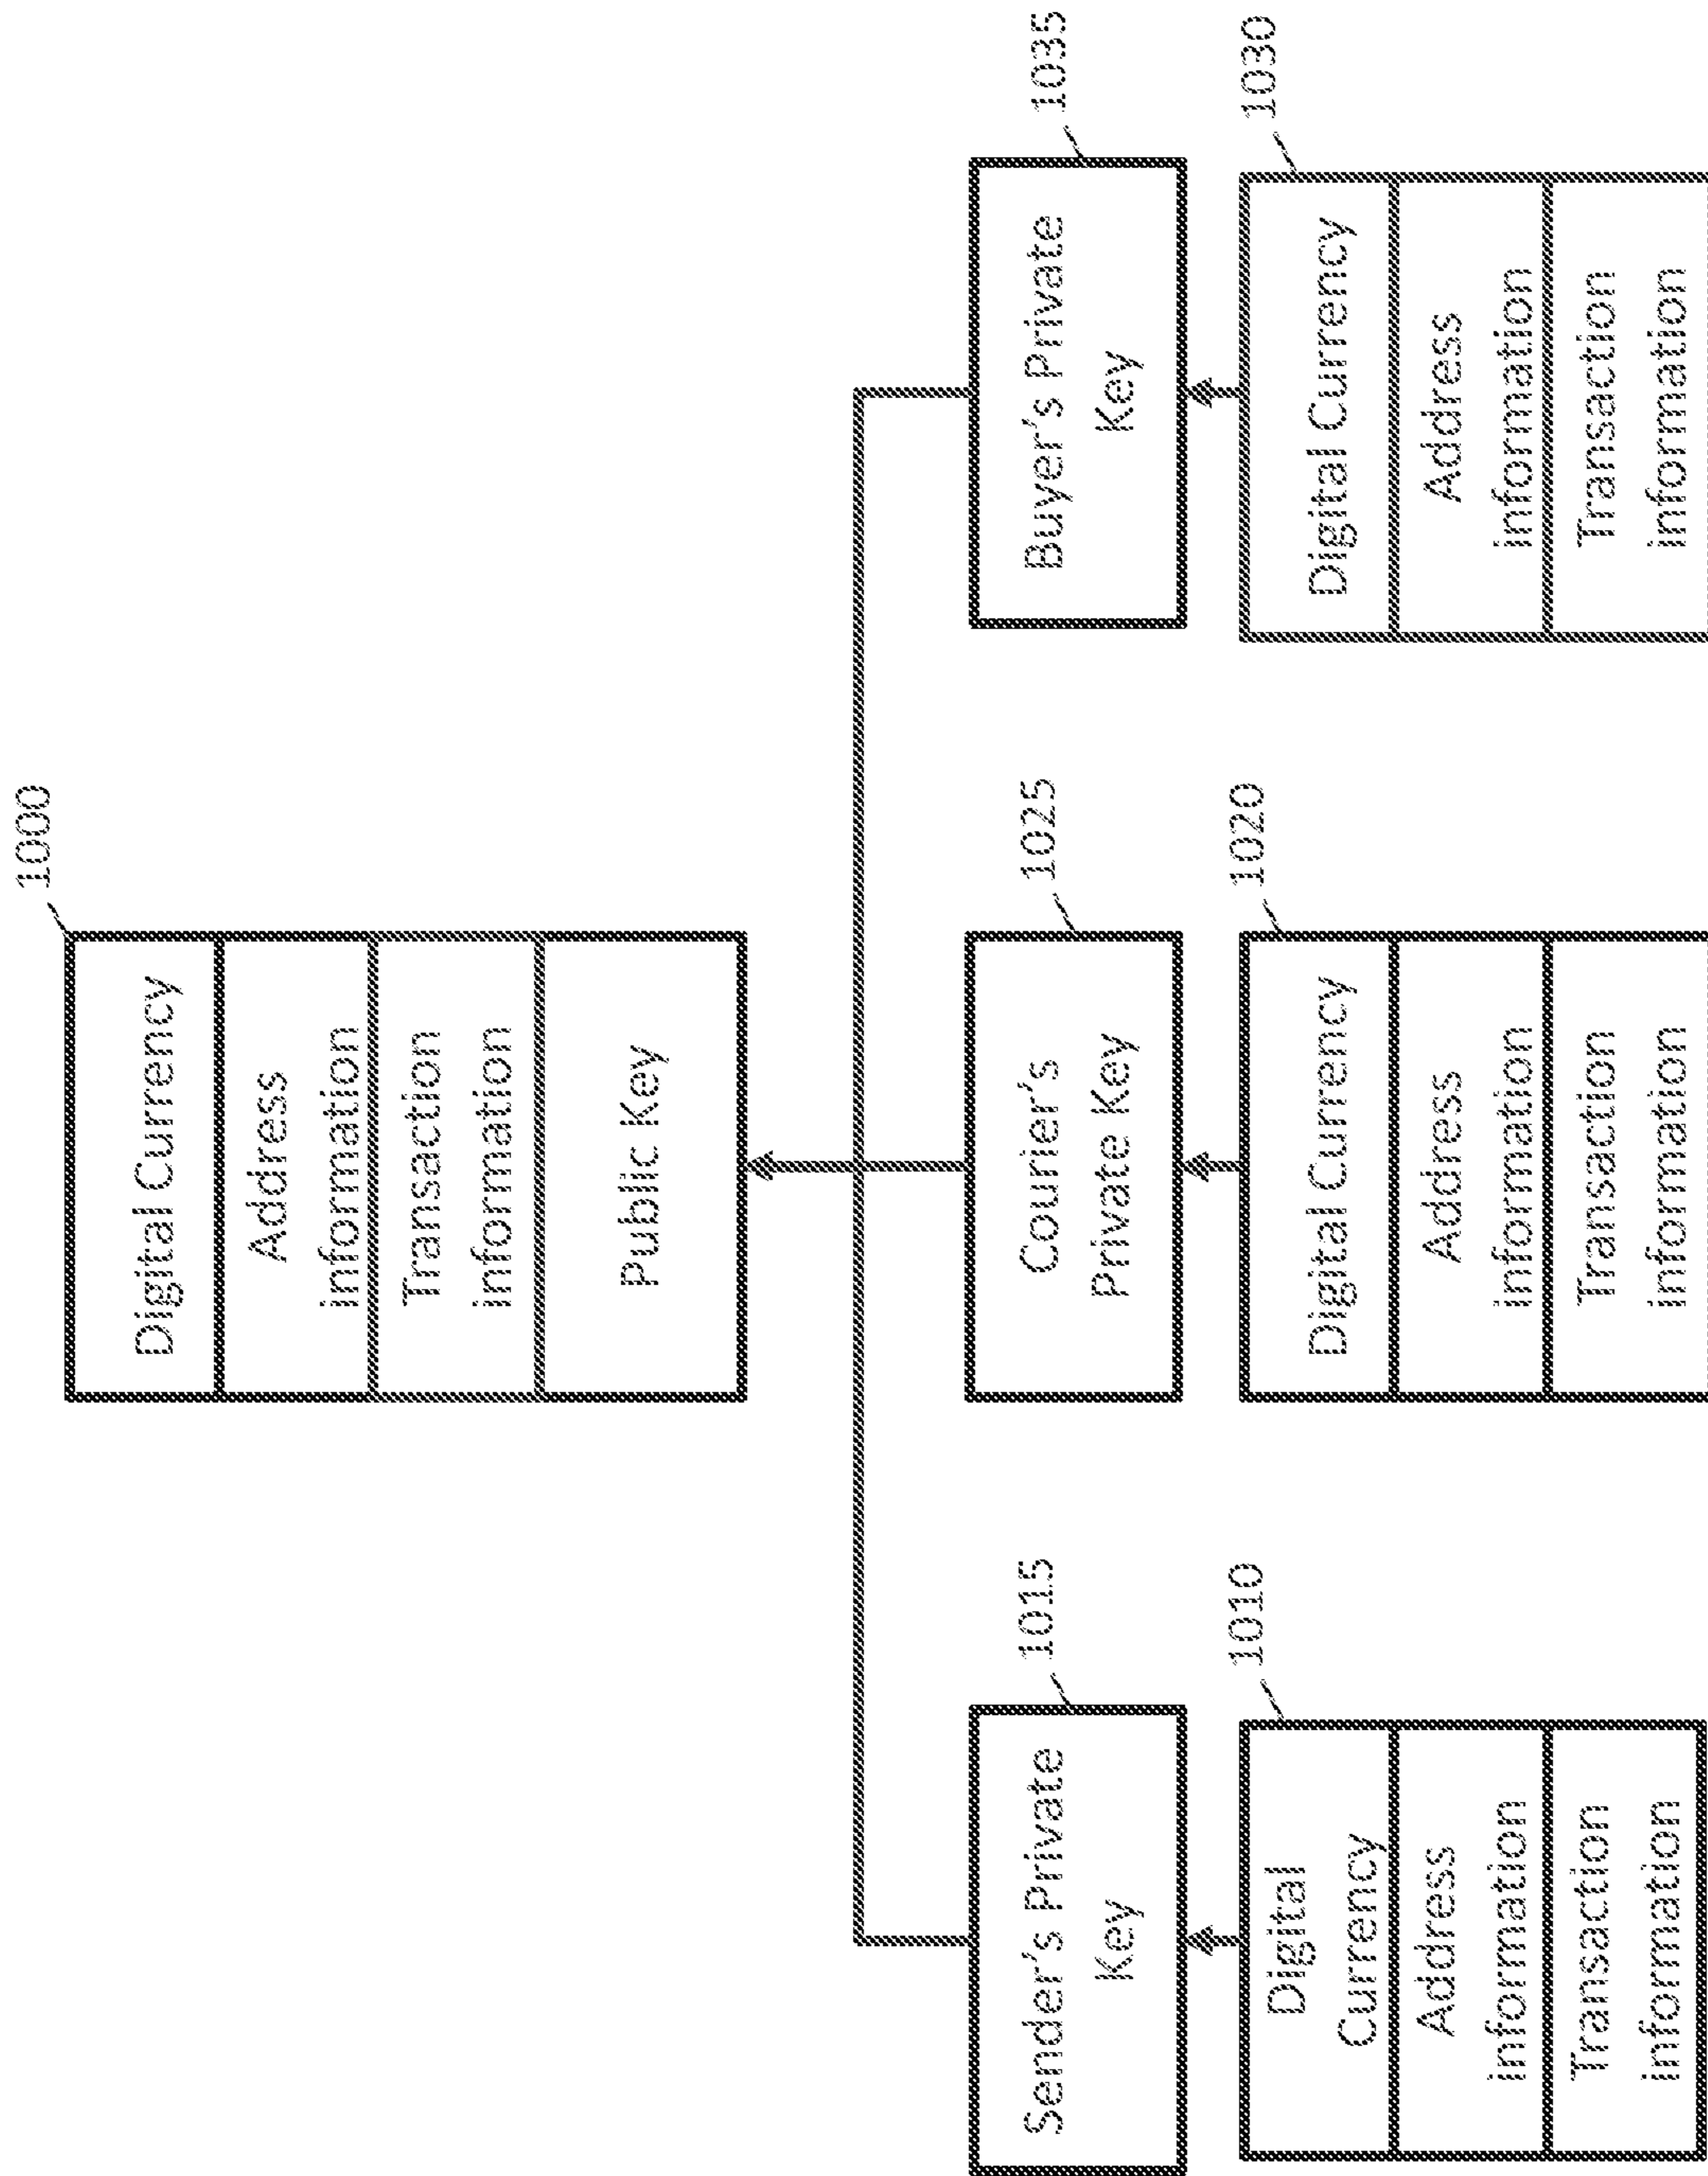 1000
Digital Currency
Address
information
Transaction
information
Public Key
Sender's Private
Key
1015
Courier's
Private Key
1025
Buyer's Private
Key
1035
Digital
Currency
Address
information
Transaction
information
1010
Digital Currency
Address
information
Transaction
information
1020
Digital Currency
Address
information
Transaction
information
1030